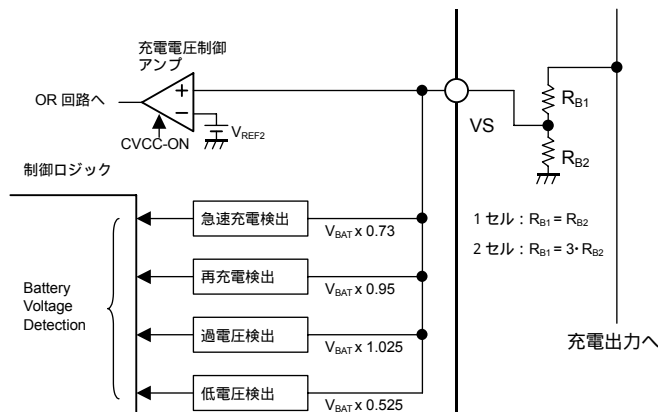 充電電圧制御
アンプ
OR 回路へ
+
−
VREF2
CVCC-ON
VS
RB1
RB2
制御ロジック
急速充電検出
VBAT x 0.73
1 セル : RB1 = RB2
2 セル : RB1 = 3･RB2
再充電検出
VBAT x 0.95
Battery
Voltage
Detection
過電圧検出
VBAT x 1.025
充電出力へ
低電圧検出
VBAT x 0.525